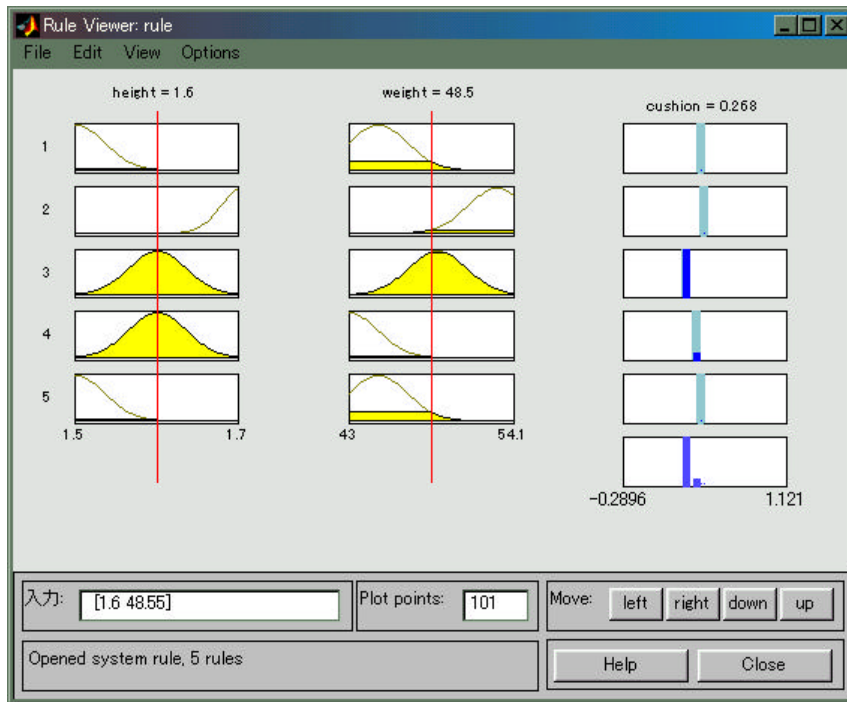 Rule Viewer: rule
File Edit View Options
height = 1.6
weight = 48.5
cushion = 0.268
1
2
3
4
5
1.5 1.7
43 54.1
-0.2896 1.121
入力: [1.6 48.55]
Plot points: 101
Move: left right down up
Opened system rule, 5 rules
Help Close